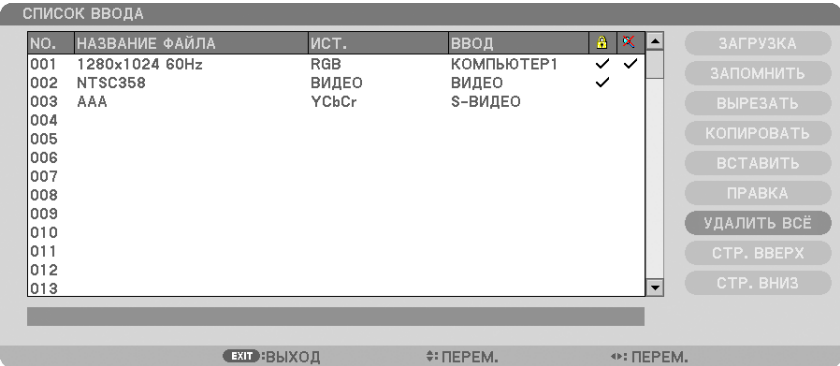 СПИСОК ВВОДА
NO. НАЗВАНИЕ ФАЙЛА ИСТ. ВВОД
001 1280x1024 60Hz RGB КОМПЬЮТЕР1 ✓ ✓
002 NTSC358 ВИДЕО ВИДЕО ✓
003 AAA YCbCr S-ВИДЕО
004
005
006
007
008
009
010
011
012
013
ЗАГРУЗКА
ЗАПОМНИТЬ
ВЫРЕЗАТЬ
КОПИРОВАТЬ
ВСТАВИТЬ
ПРАВКА
УДАЛИТЬ ВСЁ
СТР. ВВЕРХ
СТР. ВНИЗ
EXIT :ВЫХОД : ПЕРЕМ. : ПЕРЕМ.